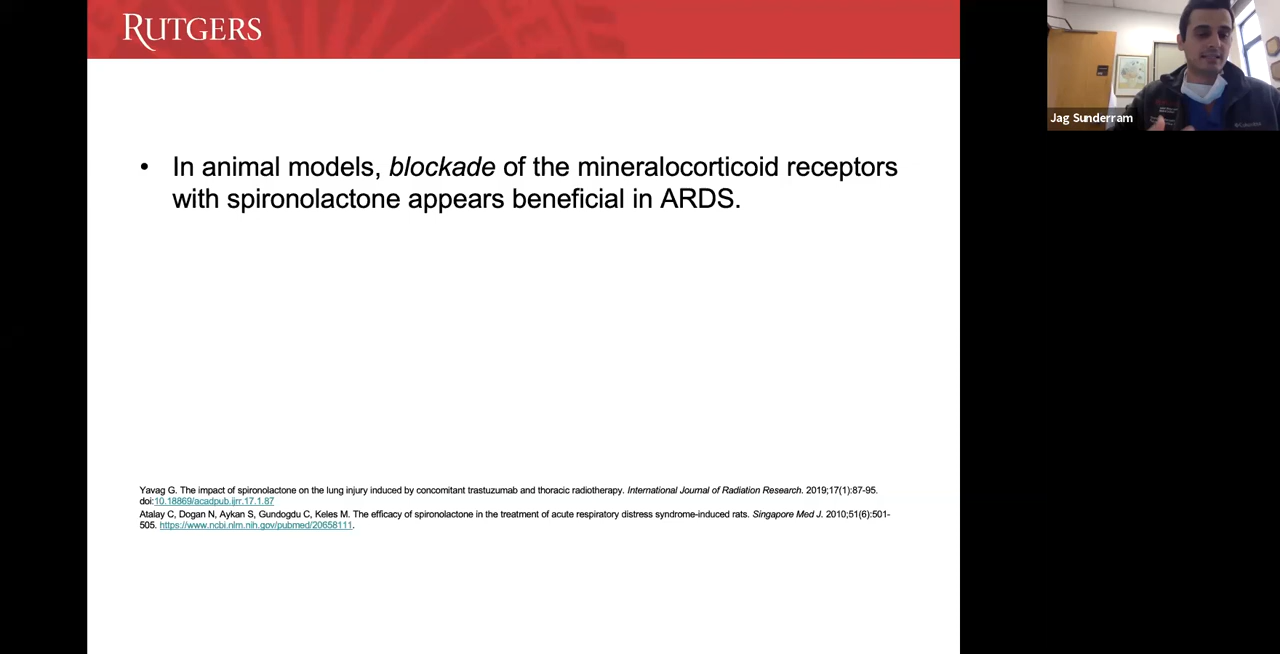 RUTGERS
• In animal models, blockade of the mineralocorticoid receptors
with spironolactone appears beneficial in ARDS.
Yavag G. The impact of spironolactone on the lung injury induced by concomitant trastuzumab and thoracic radiotherapy. International Journal of Radiation Research. 2019;17(1):87-95.
doi:10.18869/acadpub.ijrr.17.1.87
Atalay C, Dogan N, Aykan S, Gundogdu C, Keles M. The efficacy of spironolactone in the treatment of acute respiratory distress syndrome-induced rats. Singapore Med J. 2010;51(6):501-
505. https://www.ncbi.nlm.nih.gov/pubmed/20658111.
Jag Sunderram
Columbia